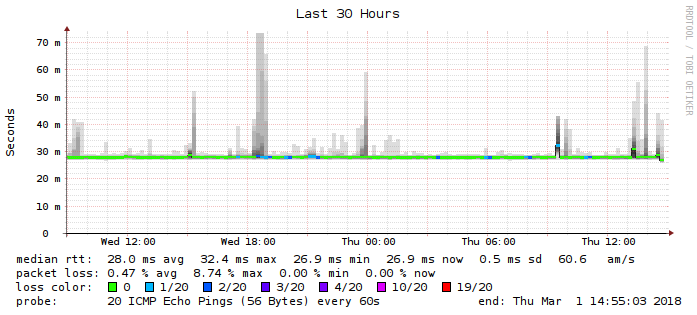 Last 30 Hours
RRDTOOL / TOBI OETIKER
Seconds
70 m
60 m
50 m
40 m
30 m
20 m
10 m
0
Wed 12:00 Wed 18:00 Thu 00:00 Thu 06:00 Thu 12:00
median rtt: 28.0 ms avg 32.4 ms max 26.9 ms min 26.9 ms now 0.5 ms sd 60.6 am/s
packet loss: 0.47 % avg 8.74 % max 0.00 % min 0.00 % now
loss color: 0 1/20 2/20 3/20 4/20 10/20 19/20
probe: 20 ICMP Echo Pings (56 Bytes) every 60s end: Thu Mar 1 14:55:03 2018